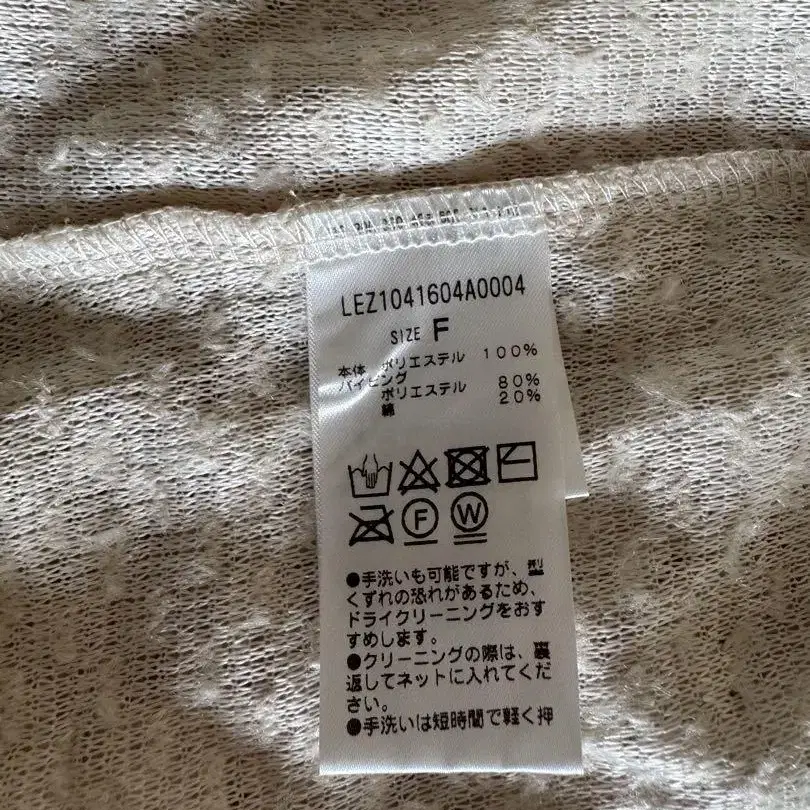 LEZ1041604A0004
SIZE F
本体 ポリエステル 100%
パイピング
ポリエステル 80%
綿 20%
F W
●手洗いも可能ですが、型
くずれの恐れがあるため、
ドライクリーニングをおす
すめします。
●クリーニングの際は、裏
返してネットに入れてくだ
さい。
●手洗いは短時間で軽く押